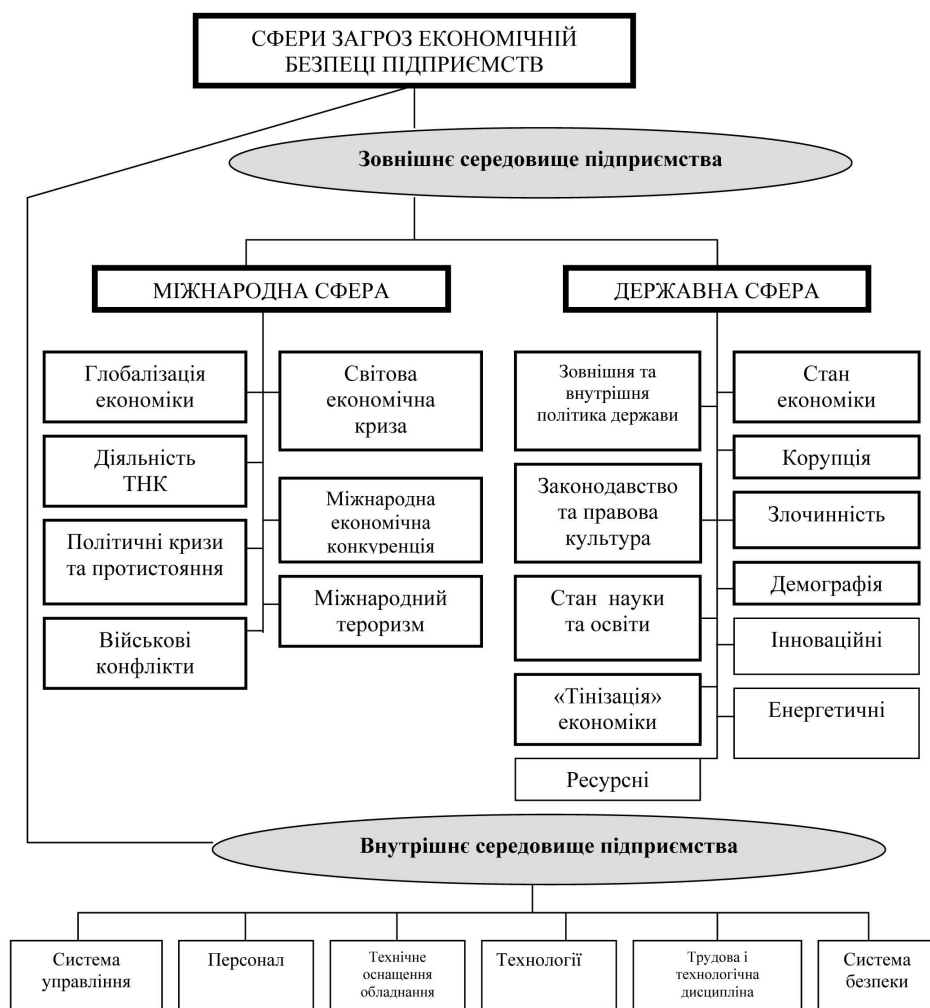 СФЕРИ ЗАГРОЗ ЕКОНОМІЧНІЙ
БЕЗПЕЦІ ПІДПРИЄМСТВ
Зовнішнє середовище підприємства
МІЖНАРОДНА СФЕРА
Глобалізація
економіки
Діяльність
ТНК
Політичні кризи
та протистояння
Військові
конфлікти
Світова
економічна
криза
Міжнародна
економічна
конкуренція
Міжнародний
тероризм
ДЕРЖАВНА СФЕРА
Зовнішня та
внутрішня
політика держави
Законодавство
та правова
культура
Стан науки
та освіти
«Тінізація»
економіки
Ресурсні
Стан
економіки
Корупція
Злочинність
Демографія
Інноваційні
Енергетичні
Внутрішнє середовище підприємства
Система
управління
Персонал
Технічне
оснащення
обладнання
Технології
Трудова і
технологічна
дисципліна
Система
безпеки